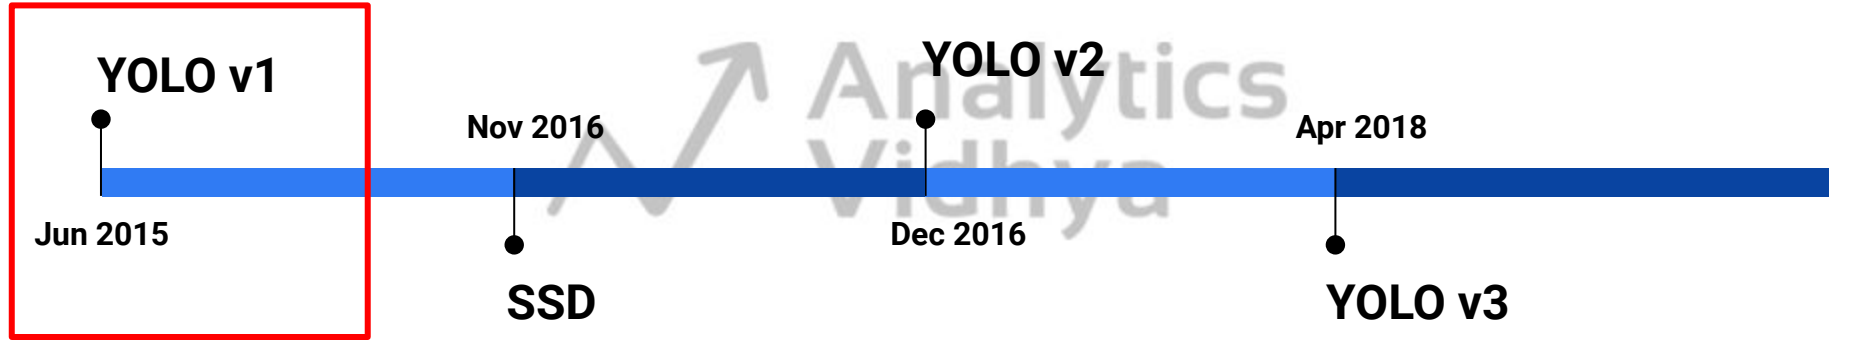 YOLO v1
Jun 2015
Nov 2016
SSD
YOLO v2
Dec 2016
Apr 2018
YOLO v3
Analytics
Vidhya